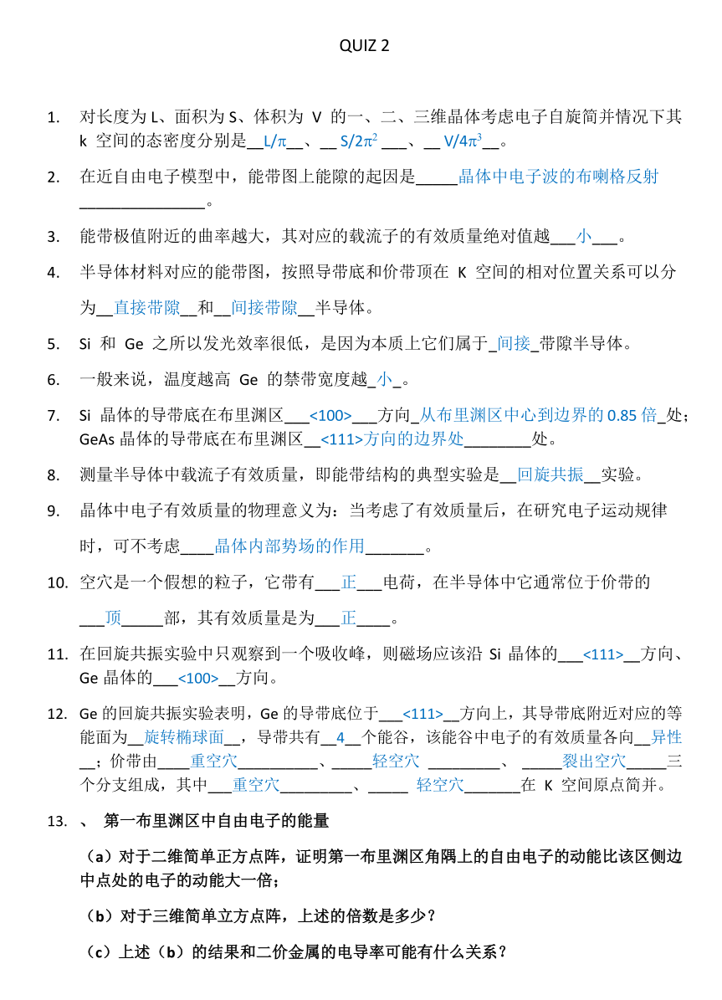 QUIZ 2
1. 对长度为 L、面积为 S、体积为 V 的一、二、三维晶体考虑电子自旋简并情况下其
k 空间的态密度分别是__L/π__、__ S/2π² ___、__ V/4π³__。
2. 在近自由电子模型中，能带图上能隙的起因是_____晶体中电子波的布喇格反射
_______________。
3. 能带极值附近的曲率越大，其对应的载流子的有效质量绝对值越___小___。
4. 半导体材料对应的能带图，按照导带底和价带顶在 K 空间的相对位置关系可以分
为__直接带隙__和__间接带隙__半导体。
5. Si 和 Ge 之所以发光效率很低，是因为本质上它们属于_间接_带隙半导体。
6. 一般来说，温度越高 Ge 的禁带宽度越_小_。
7. Si 晶体的导带底在布里渊区___<100>___方向_从布里渊区中心到边界的 0.85 倍_处；
GeAs 晶体的导带底在布里渊区__<111>方向的边界处________处。
8. 测量半导体中载流子有效质量，即能带结构的典型实验是__回旋共振__实验。
9. 晶体中电子有效质量的物理意义为：当考虑了有效质量后，在研究电子运动规律
时，可不考虑____晶体内部势场的作用_______。
10. 空穴是一个假想的粒子，它带有___正___电荷，在半导体中它通常位于价带的
___顶_____部，其有效质量是为___正____。
11. 在回旋共振实验中只观察到一个吸收峰，则磁场应该沿 Si 晶体的___<111>__方向、
Ge 晶体的___<100>__方向。
12. Ge 的回旋共振实验表明，Ge 的导带底位于___<111>__方向上，其导带底附近对应的等
能面为__旋转椭球面__，导带共有__4__个能谷，该能谷中电子的有效质量各向__异性
__；价带由____重空穴__________、_____轻空穴 _________、 _____裂出空穴_____三
个分支组成，其中___重空穴_________、_____ 轻空穴_______在 K 空间原点简并。
13. 、 第一布里渊区中自由电子的能量
（a）对于二维简单正方点阵，证明第一布里渊区角隅上的自由电子的动能比该区侧边
中点处的电子的动能大一倍；
（b）对于三维简单立方点阵，上述的倍数是多少？
（c）上述（b）的结果和二价金属的电导率可能有什么关系？